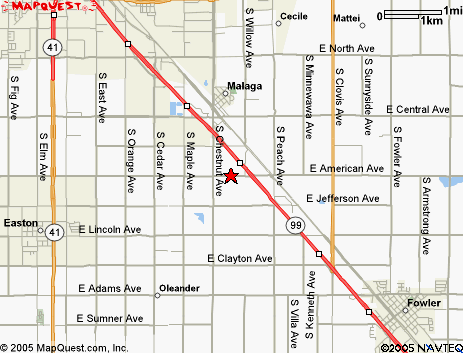 MAPQUEST
Cecile
Mattei
0
1mi
1km
41
S Willow Ave
E North Ave
Malaga
S Fig Ave
S Elm Ave
S East Ave
S Orange Ave
S Cedar Ave
S Maple Ave
S Chestnut Ave
S Peach Ave
S Minnewawa Ave
S Clovis Ave
S Sunnyside Ave
E Central Ave
S Fowler Ave
E American Ave
S Armstrong Ave
E Jefferson Ave
Easton
41
E Lincoln Ave
99
E Clayton Ave
E Adams Ave
Oleander
S Villa Ave
S Kenneth Ave
Fowler
E Sumner Ave
© 2005 MapQuest.com, Inc.
©2005 NAVTEQ